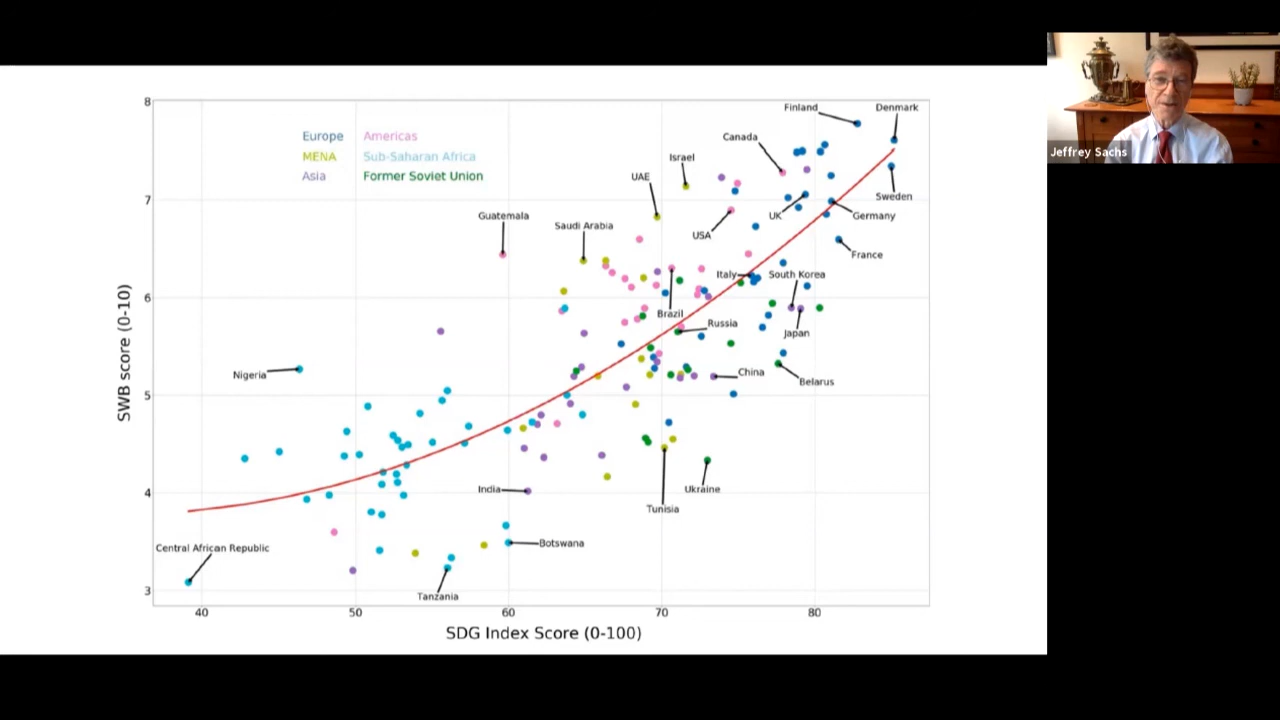 Finland
Denmark
Europe Americas
Canada
MENA Sub-Saharan Africa
Israel
Jeffrey Sachs
Asia Former Soviet Union
UAE
Sweden
Guatemala
UK
Germany
Saudi Arabia
USA
France
Italy
South Korea
Brazil
Russia
Japan
Nigeria
China
Belarus
India
Ukraine
Tunisia
Botswana
Central African Republic
Tanzania
SWB score (0-10)
8
7
6
5
4
3
40 50 60 70 80
SDG Index Score (0-100)